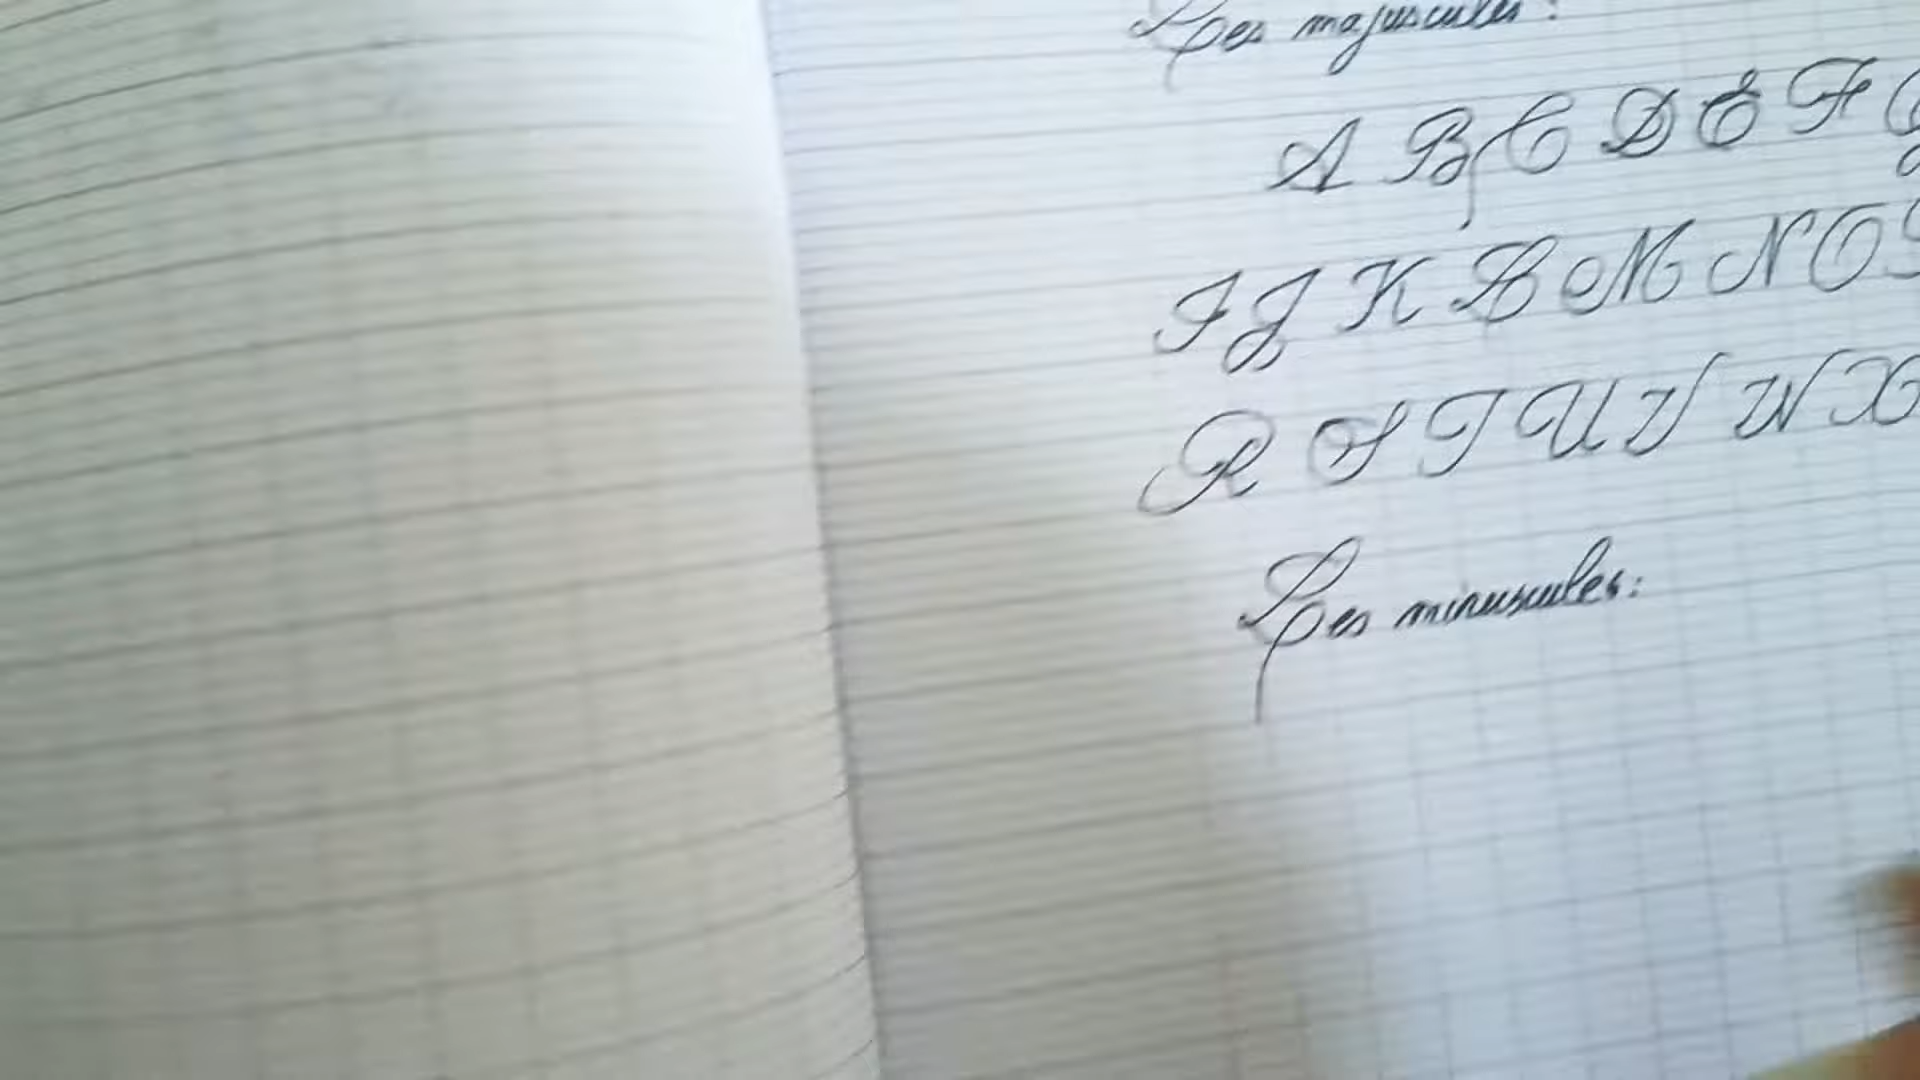 Les majuscules :
A B C D E F G
I J K L M N O
R S T U V W X
Les minuscules :